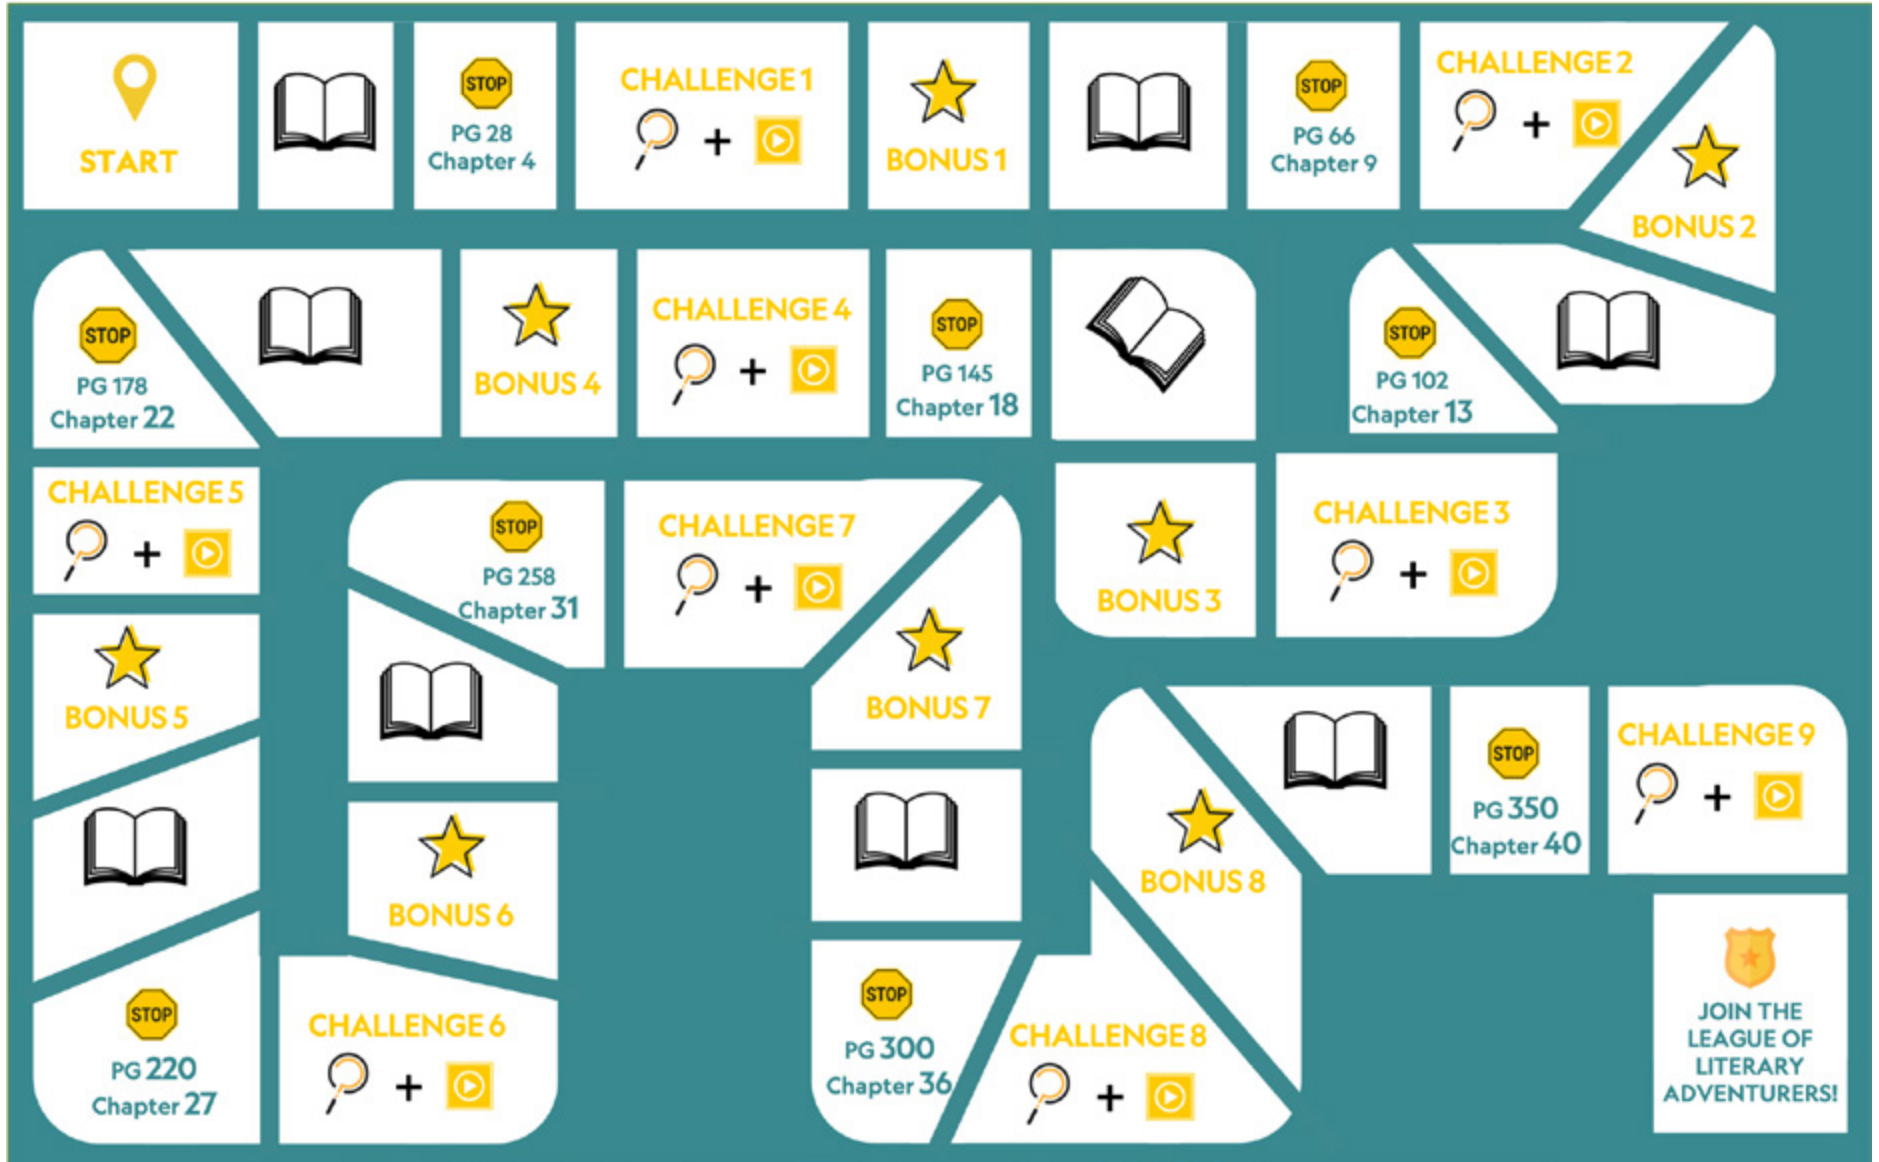 START
STOP
PG 28
Chapter 4
CHALLENGE 1
+
BONUS 1
STOP
PG 66
Chapter 9
CHALLENGE 2
+
BONUS 2
STOP
PG 102
Chapter 13
CHALLENGE 3
+
BONUS 3
STOP
PG 145
Chapter 18
CHALLENGE 4
+
BONUS 4
STOP
PG 178
Chapter 22
CHALLENGE 5
+
BONUS 5
STOP
PG 220
Chapter 27
CHALLENGE 6
+
BONUS 6
STOP
PG 258
Chapter 31
CHALLENGE 7
+
BONUS 7
STOP
PG 300
Chapter 36
CHALLENGE 8
+
BONUS 8
STOP
PG 350
Chapter 40
CHALLENGE 9
+
JOIN THE
LEAGUE OF
LITERARY
ADVENTURERS!